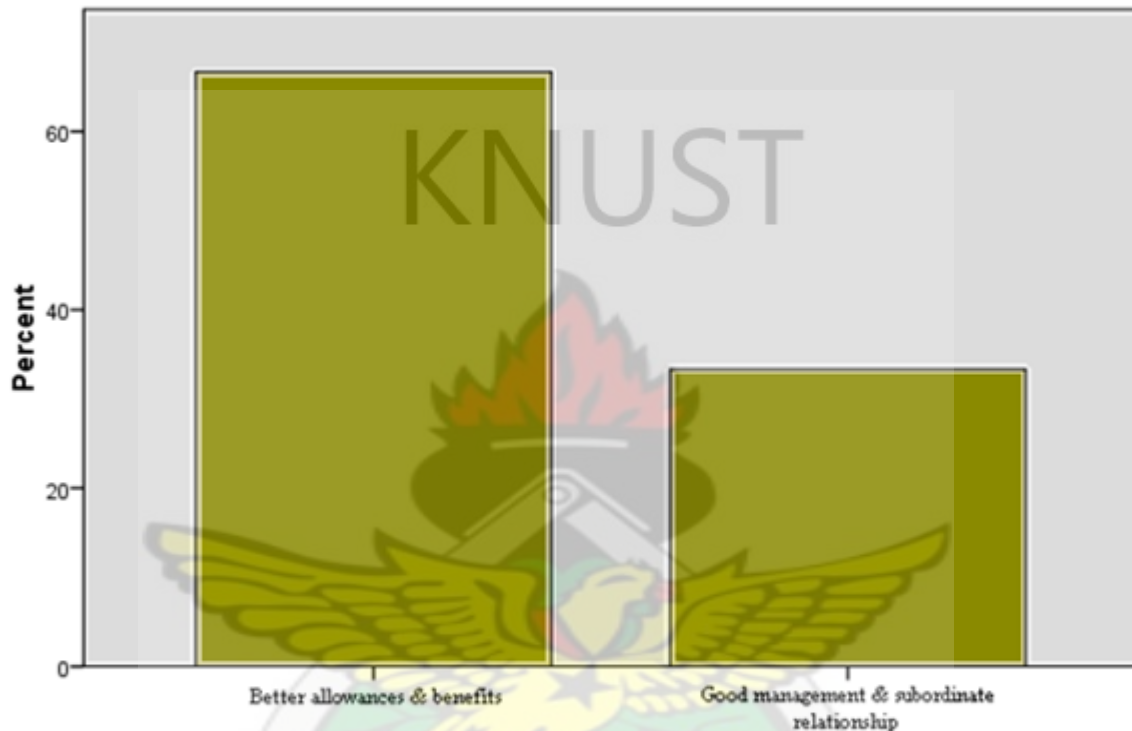 KNUST
Percent
60
40
20
0
Better allowances & benefits
Good management & subordinate
relationship